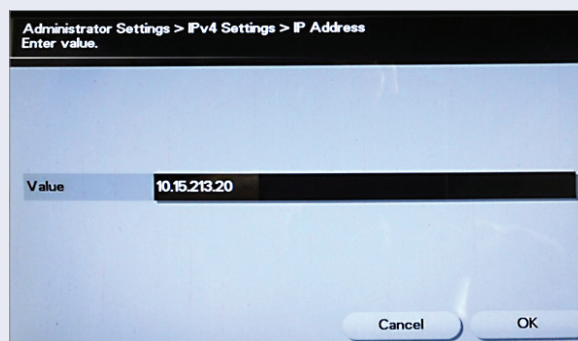 Administrator Settings > IPv4 Settings > IP Address
Enter value.
Value 10.15.213.20
Cancel OK